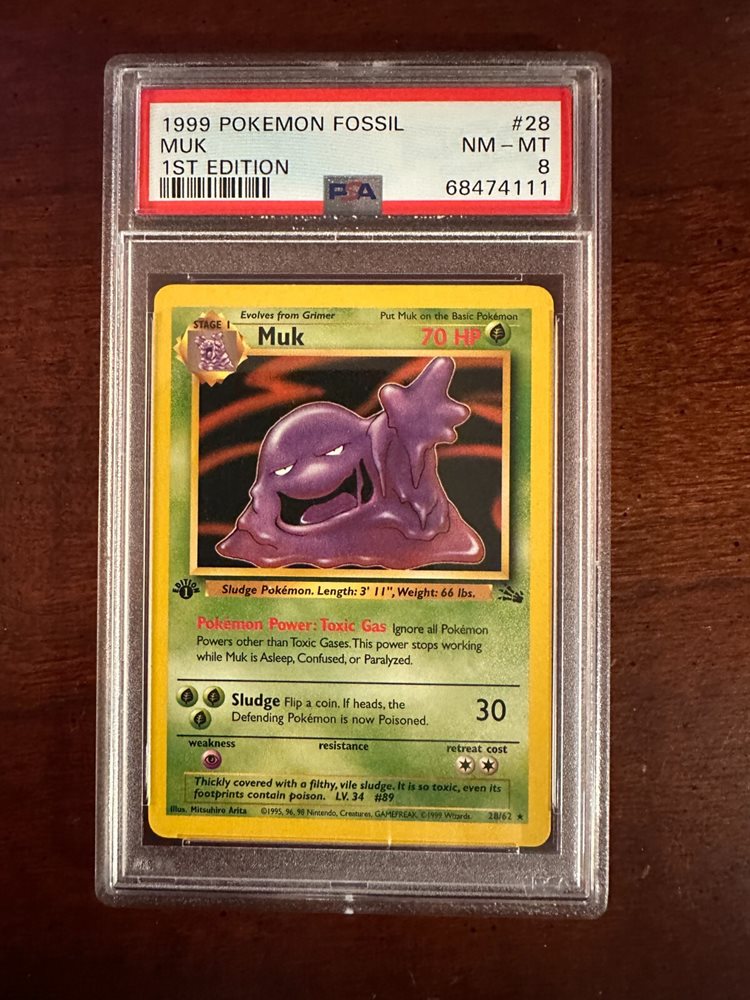 1999 POKEMON FOSSIL #28
MUK NM – MT
1ST EDITION 8
PSA 68474111
Evolves from Grimer Put Muk on the Basic Pokémon
STAGE 1 Muk 70 HP
EDITION 1
Sludge Pokémon. Length: 3' 11", Weight: 66 lbs.
Pokémon Power: Toxic Gas Ignore all Pokémon
Powers other than Toxic Gases. This power stops working
while Muk is Asleep, Confused, or Paralyzed.
Sludge Flip a coin. If heads, the
Defending Pokémon is now Poisoned. 30
weakness resistance retreat cost
Thickly covered with a filthy, vile sludge. It is so toxic, even its
footprints contain poison. LV. 34 #89
Illus. Mitsuhiro Arita ©1995, 96, 98 Nintendo, Creatures, GAMEFREAK. ©1999 Wizards. 28/62 ★